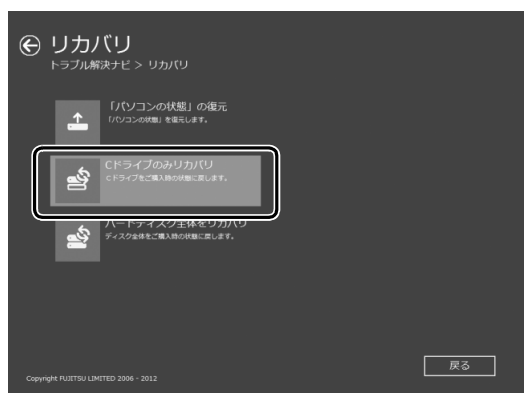 リカバリ
トラブル解決ナビ > リカバリ
「パソコンの状態」の復元
「パソコンの状態」を復元します。
Cドライブのみリカバリ
Cドライブをご購入時の状態に戻します。
ハードディスク全体をリカバリ
ディスク全体をご購入時の状態に戻します。
戻る
Copyright FUJITSU LIMITED 2006 - 2012